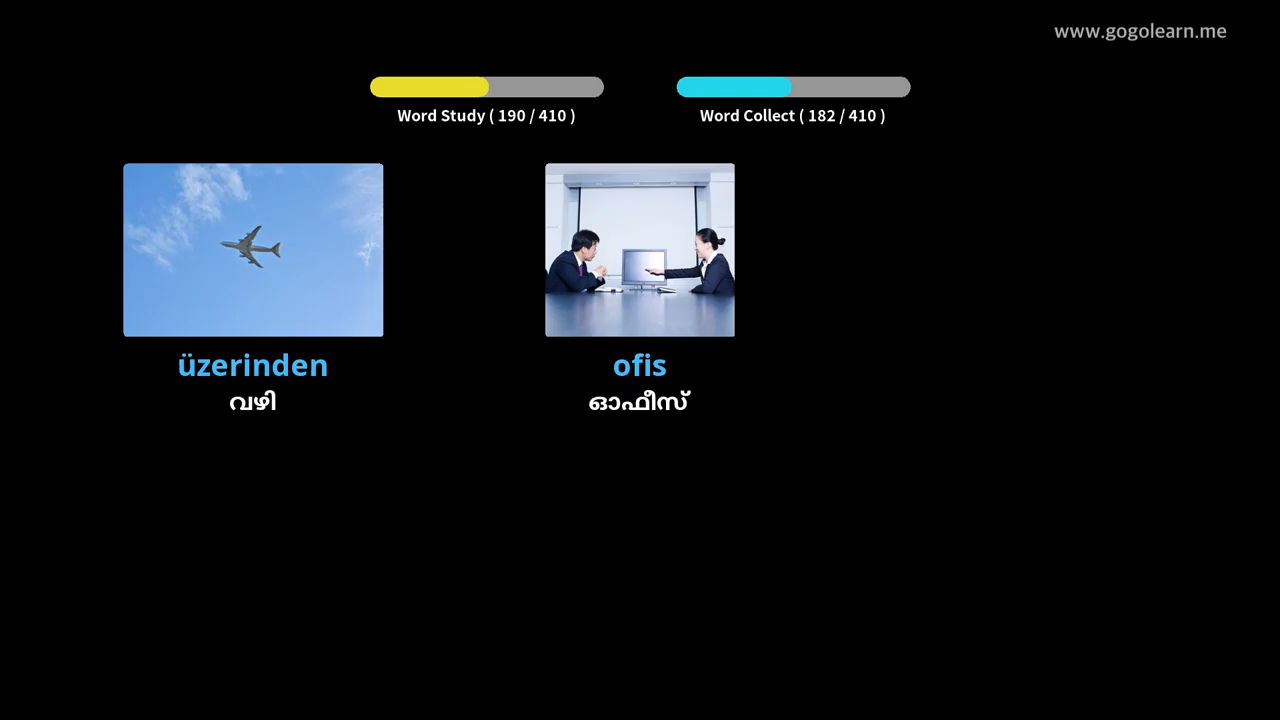 www.gogolearn.me
Word Study ( 190 / 410 )
Word Collect ( 182 / 410 )
üzerinden
വഴി
ofis
ഓഫീസ്